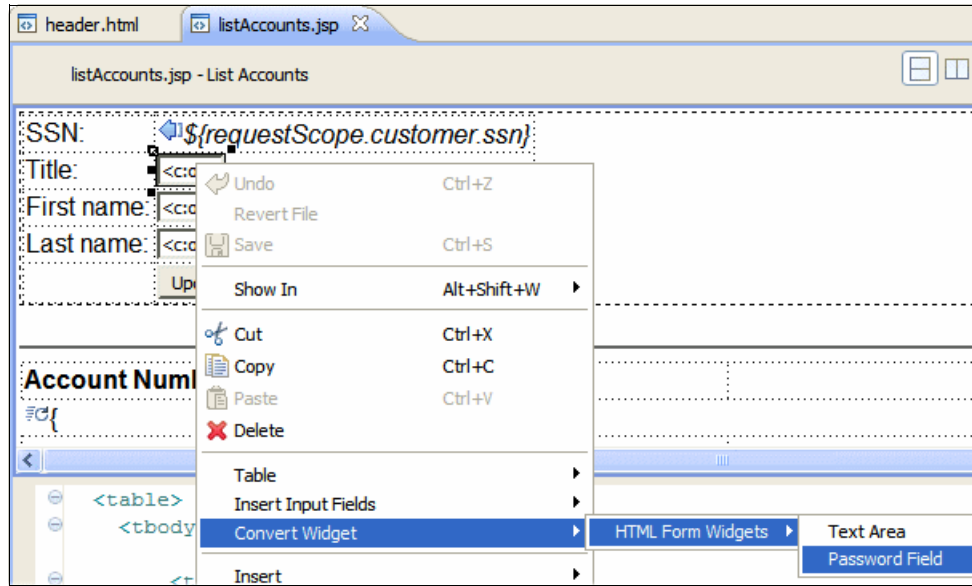 header.html listAccounts.jsp
listAccounts.jsp - List Accounts
SSN: ${requestScope.customer.ssn}
Title: <c:o
First name: <c:o
Last name: <c:o
Up
Undo Ctrl+Z
Revert File
Save Ctrl+S
Show In Alt+Shift+W
Cut Ctrl+X
Copy Ctrl+C
Paste Ctrl+V
Delete
Table
Insert Input Fields
Convert Widget HTML Form Widgets Text Area
Password Field
Insert
Account Num
{
<table>
<tbody
<t